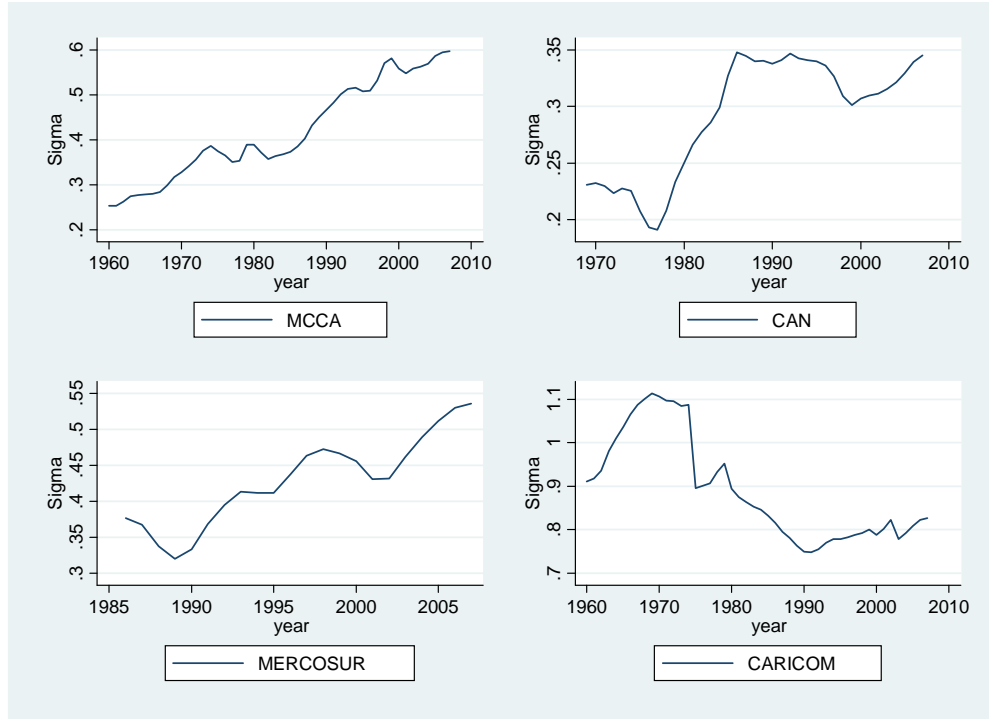 Sigma
.2 .3 .4 .5 .6
1960 1970 1980 1990 2000 2010
year
MCCA
Sigma
.2 .25 .3 .35
1970 1980 1990 2000 2010
year
CAN
Sigma
.3 .35 .4 .45 .5 .55
1985 1990 1995 2000 2005
year
MERCOSUR
Sigma
.7 .8 .9 1 1.1
1960 1970 1980 1990 2000 2010
year
CARICOM